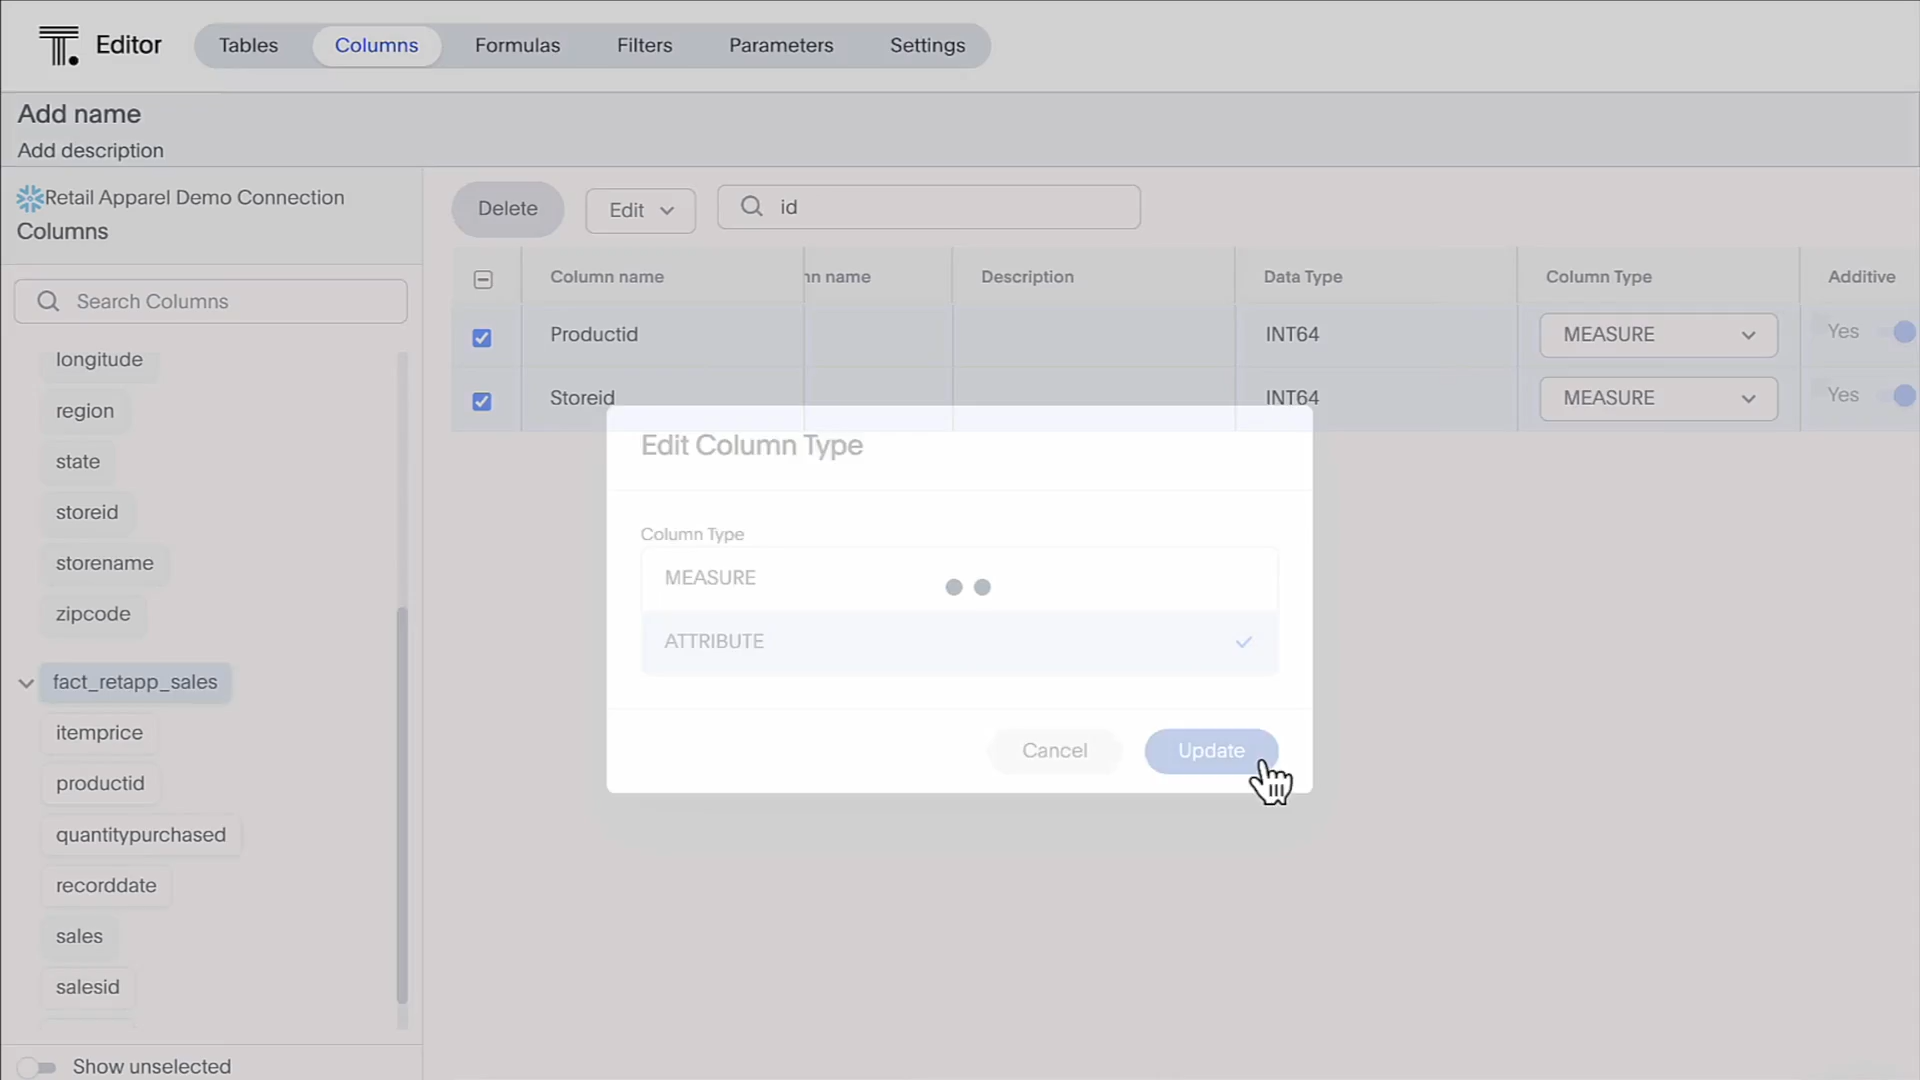 Editor
Tables
Columns
Formulas
Filters
Parameters
Settings
Add name
Add description
Retail Apparel Demo Connection
Columns
Search Columns
longitude
region
state
storeid
storename
zipcode
fact_retapp_sales
itemprice
productid
quantitypurchased
recorddate
sales
salesid
Show unselected
Delete
Edit
id
Column name
n name
Description
Data Type
Column Type
Additive
Productid
INT64
MEASURE
Yes
Storeid
INT64
MEASURE
Yes
Edit Column Type
Column Type
MEASURE
ATTRIBUTE
Cancel
Update